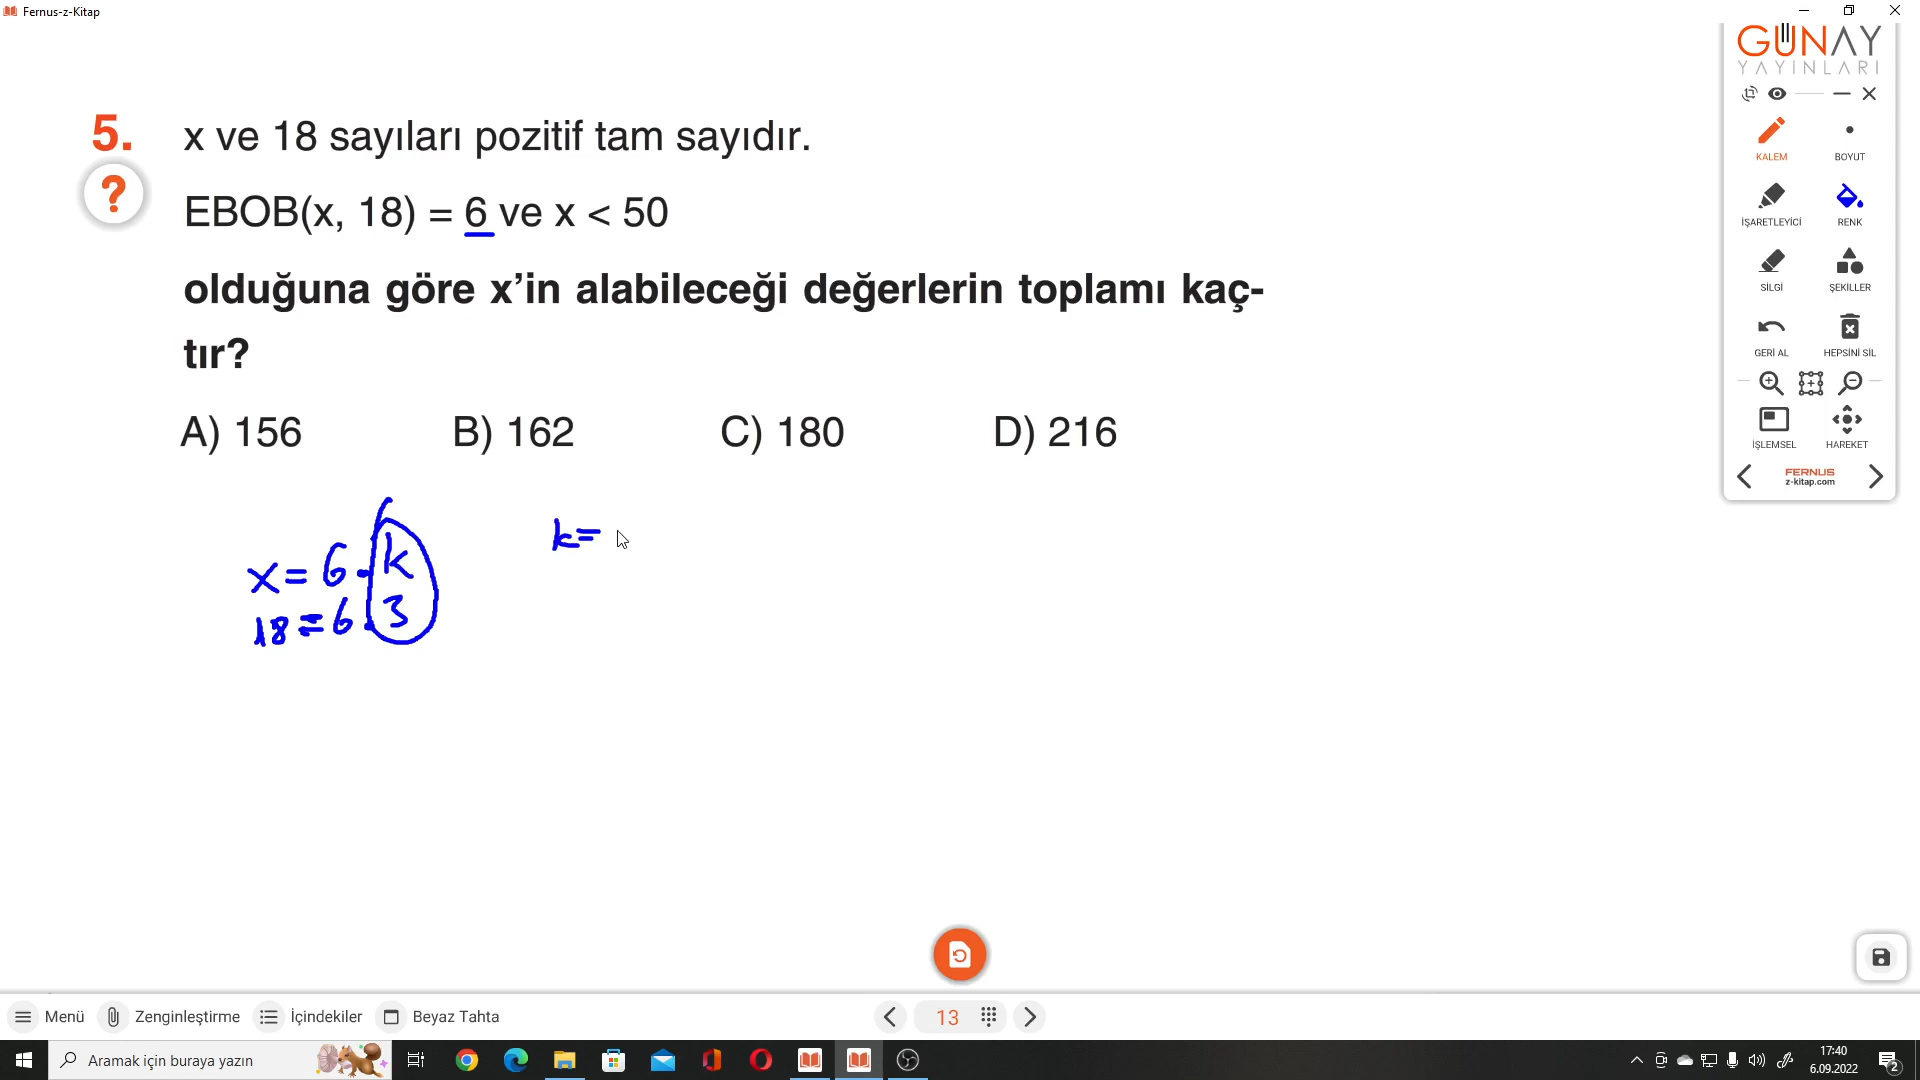 Fernus-z-Kitap
GÜNAY
YAYINLARI
5. x ve 18 sayıları pozitif tam sayıdır.
?
EBOB(x, 18) = 6 ve x < 50
olduğuna göre x’in alabileceği değerlerin toplamı kaç-
tır?
A) 156 B) 162 C) 180 D) 216
x = 6 . k
18 = 6 . 3
k =
KALEM BOYUT
İŞARETLEYİCİ RENK
SİLGİ ŞEKİLLER
GERİ AL HEPSİNİ SİL
İŞLEMSEL HAREKET
FERNUS
z-kitap.com
Menü Zenginleştirme İçindekiler Beyaz Tahta 13
Aramak için buraya yazın
17:40
6.09.2022
2